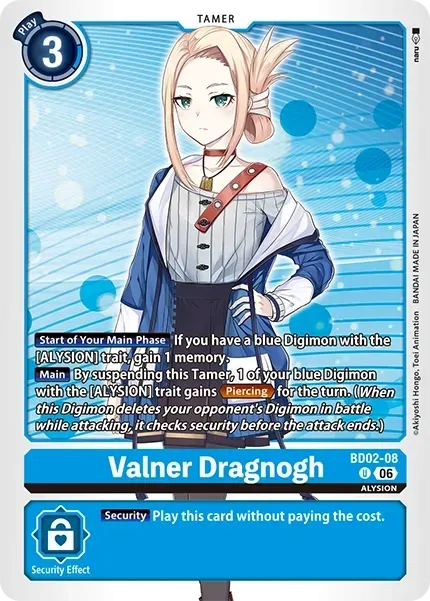 TAMER
Play
3
naru
Start of Your Main Phase If you have a blue Digimon with the
[ALYSION] trait, gain 1 memory.
Main By suspending this Tamer, 1 of your blue Digimon
with the [ALYSION] trait gains Piercing for the turn. (When
this Digimon deletes your opponent's Digimon in battle
while attacking, it checks security before the attack ends.)
©Akiyoshi Hongo, Toei Animation BANDAI MADE IN JAPAN
Valner Dragnogh
BD02-08
U 06
ALYSION
Security Play this card without paying the cost.
Security Effect